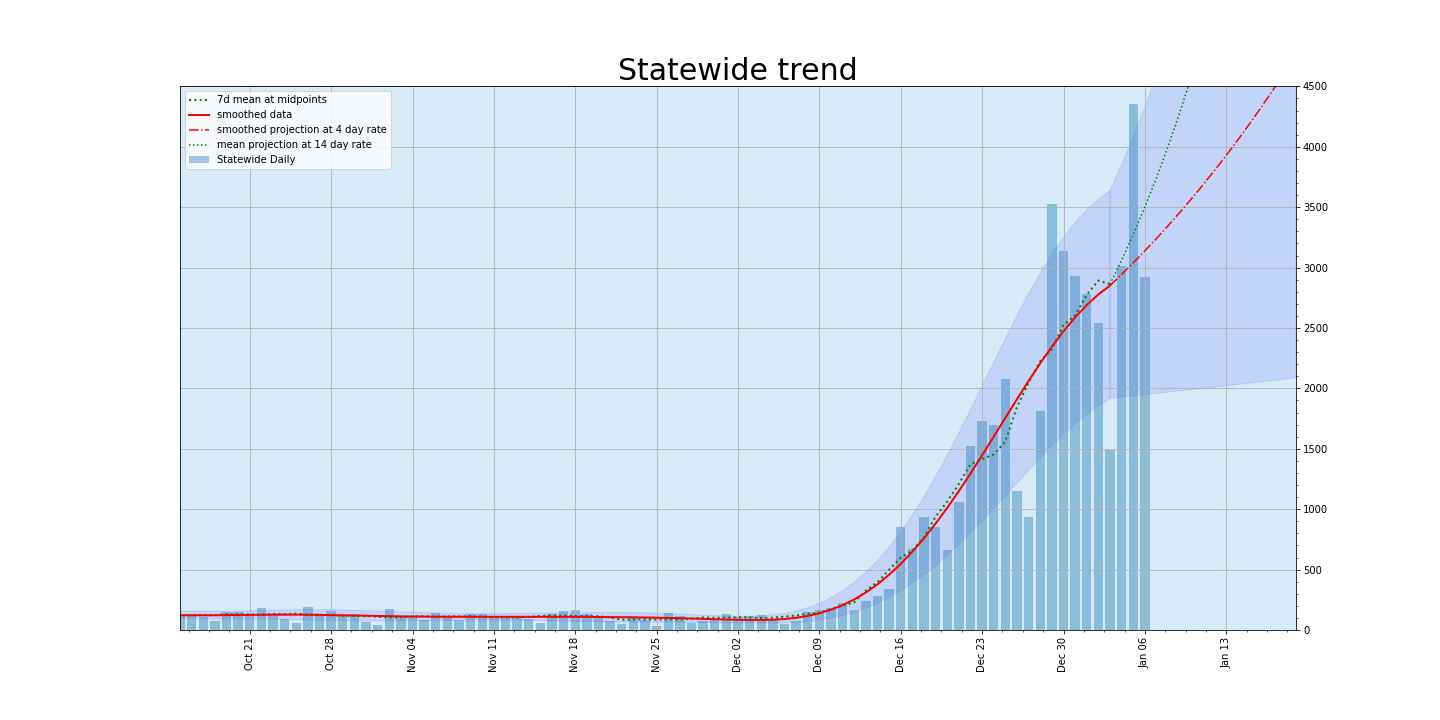 Statewide trend
7d mean at midpoints
smoothed data
smoothed projection at 4 day rate
mean projection at 14 day rate
Statewide Daily
4500
4000
3500
3000
2500
2000
1500
1000
500
0
Oct 21
Oct 28
Nov 04
Nov 11
Nov 18
Nov 25
Dec 02
Dec 09
Dec 16
Dec 23
Dec 30
Jan 06
Jan 13